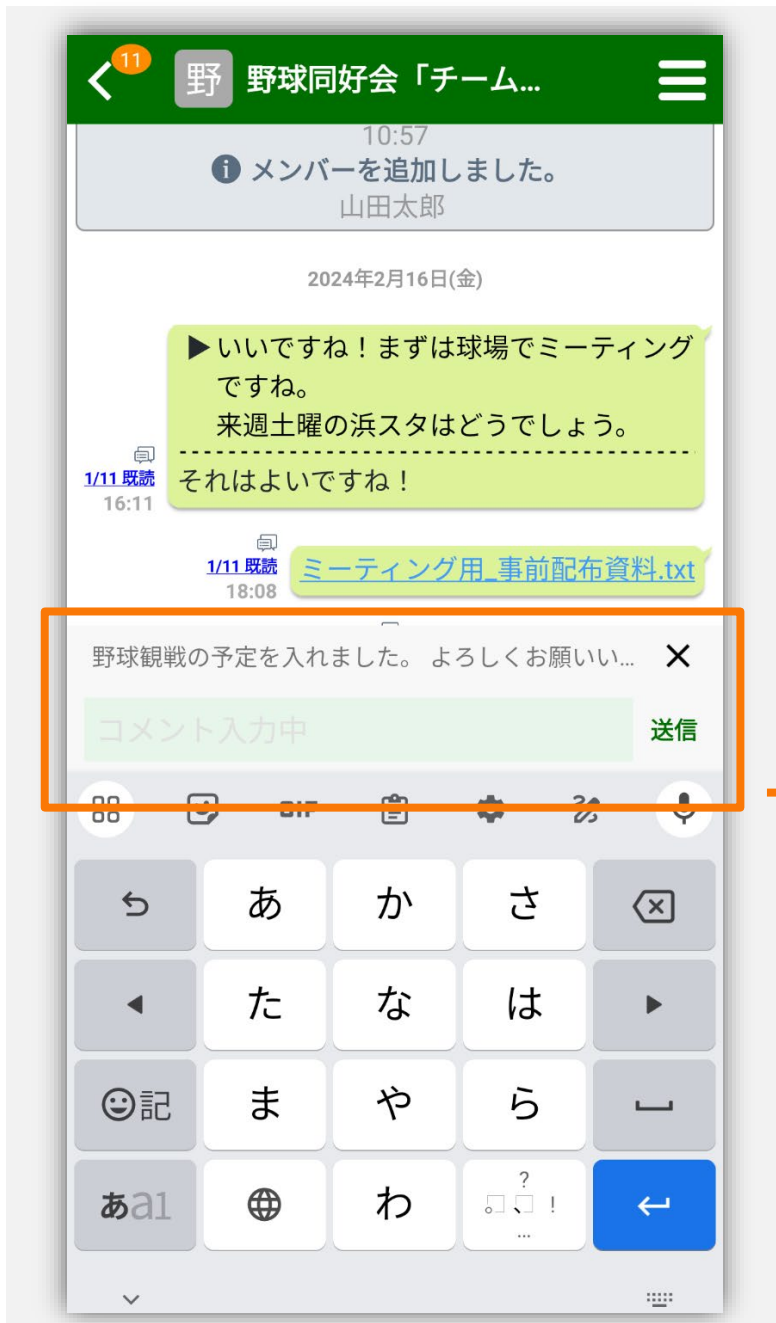 11
野 野球同好会「チーム...
10:57
メンバーを追加しました。
山田太郎
2024年2月16日(金)
▶いいですね！まずは球場でミーティング
ですね。
来週土曜の浜スタはどうでしょう。
1/11 既読
16:11
それはよいですね！
1/11 既読
18:08
ミーティング用_事前配布資料.txt
野球観戦の予定を入れました。 よろしくお願いい... ✕
コメント入力中 送信
GIF
あ か さ
た な は
記 ま や ら
あa1 わ 。、?!...